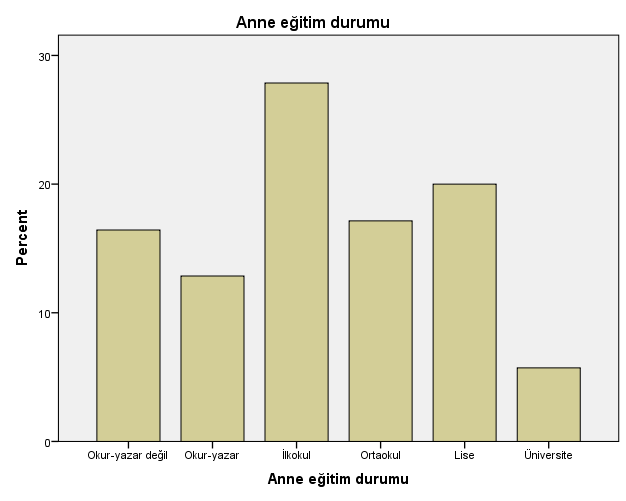 Anne eğitim durumu
30
20
10
0
Percent
Okur-yazar değil Okur-yazar İlkokul Ortaokul Lise Üniversite
Anne eğitim durumu